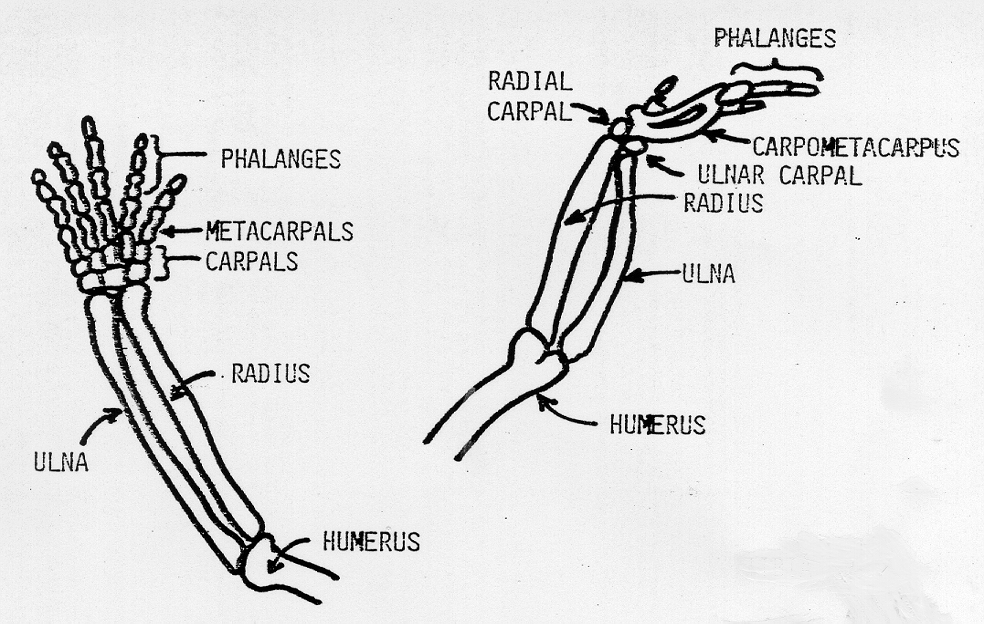 PHALANGES
METACARPALS
CARPALS
RADIUS
ULNA
HUMERUS
PHALANGES
RADIAL
CARPAL
CARPOMETACARPUS
ULNAR CARPAL
RADIUS
ULNA
HUMERUS